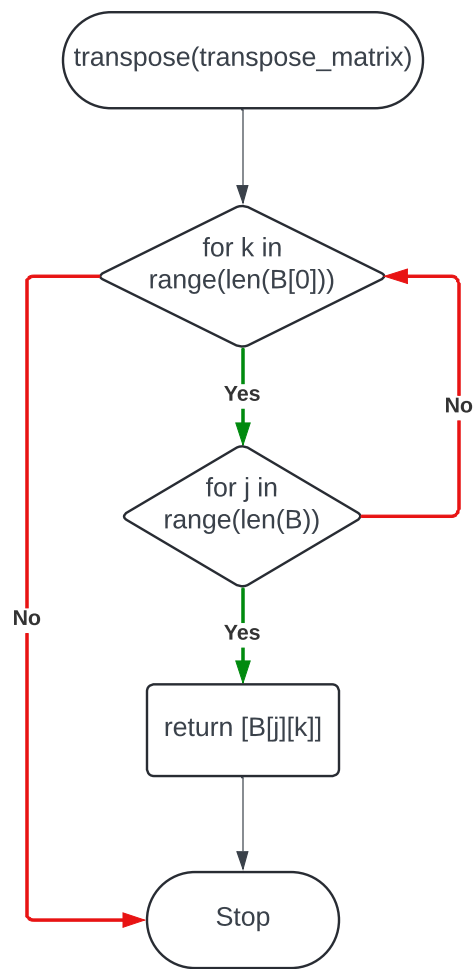 transpose(transpose_matrix)
for k in
range(len(B[0]))
Yes
No
for j in
range(len(B))
No
Yes
return [B[j][k]]
Stop